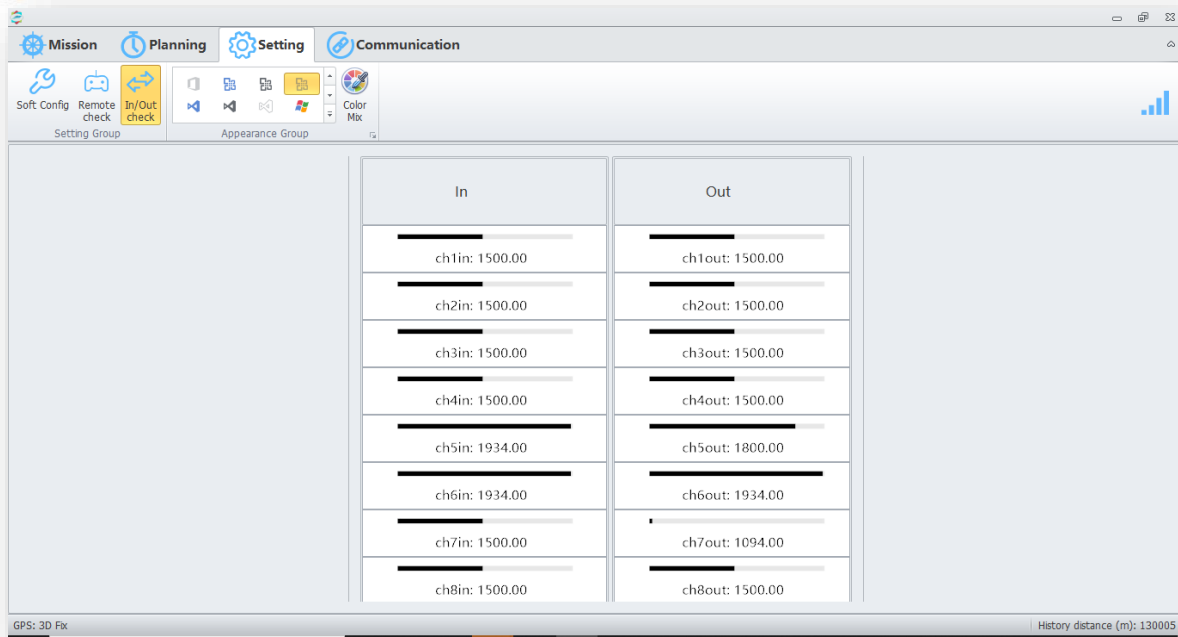 Mission Planning Setting Communication
Soft Config Remote check In/Out check Color Mix
Setting Group Appearance Group
In Out
ch1in: 1500.00 ch1out: 1500.00
ch2in: 1500.00 ch2out: 1500.00
ch3in: 1500.00 ch3out: 1500.00
ch4in: 1500.00 ch4out: 1500.00
ch5in: 1934.00 ch5out: 1800.00
ch6in: 1934.00 ch6out: 1934.00
ch7in: 1500.00 ch7out: 1094.00
ch8in: 1500.00 ch8out: 1500.00
GPS: 3D Fix History distance (m): 130005